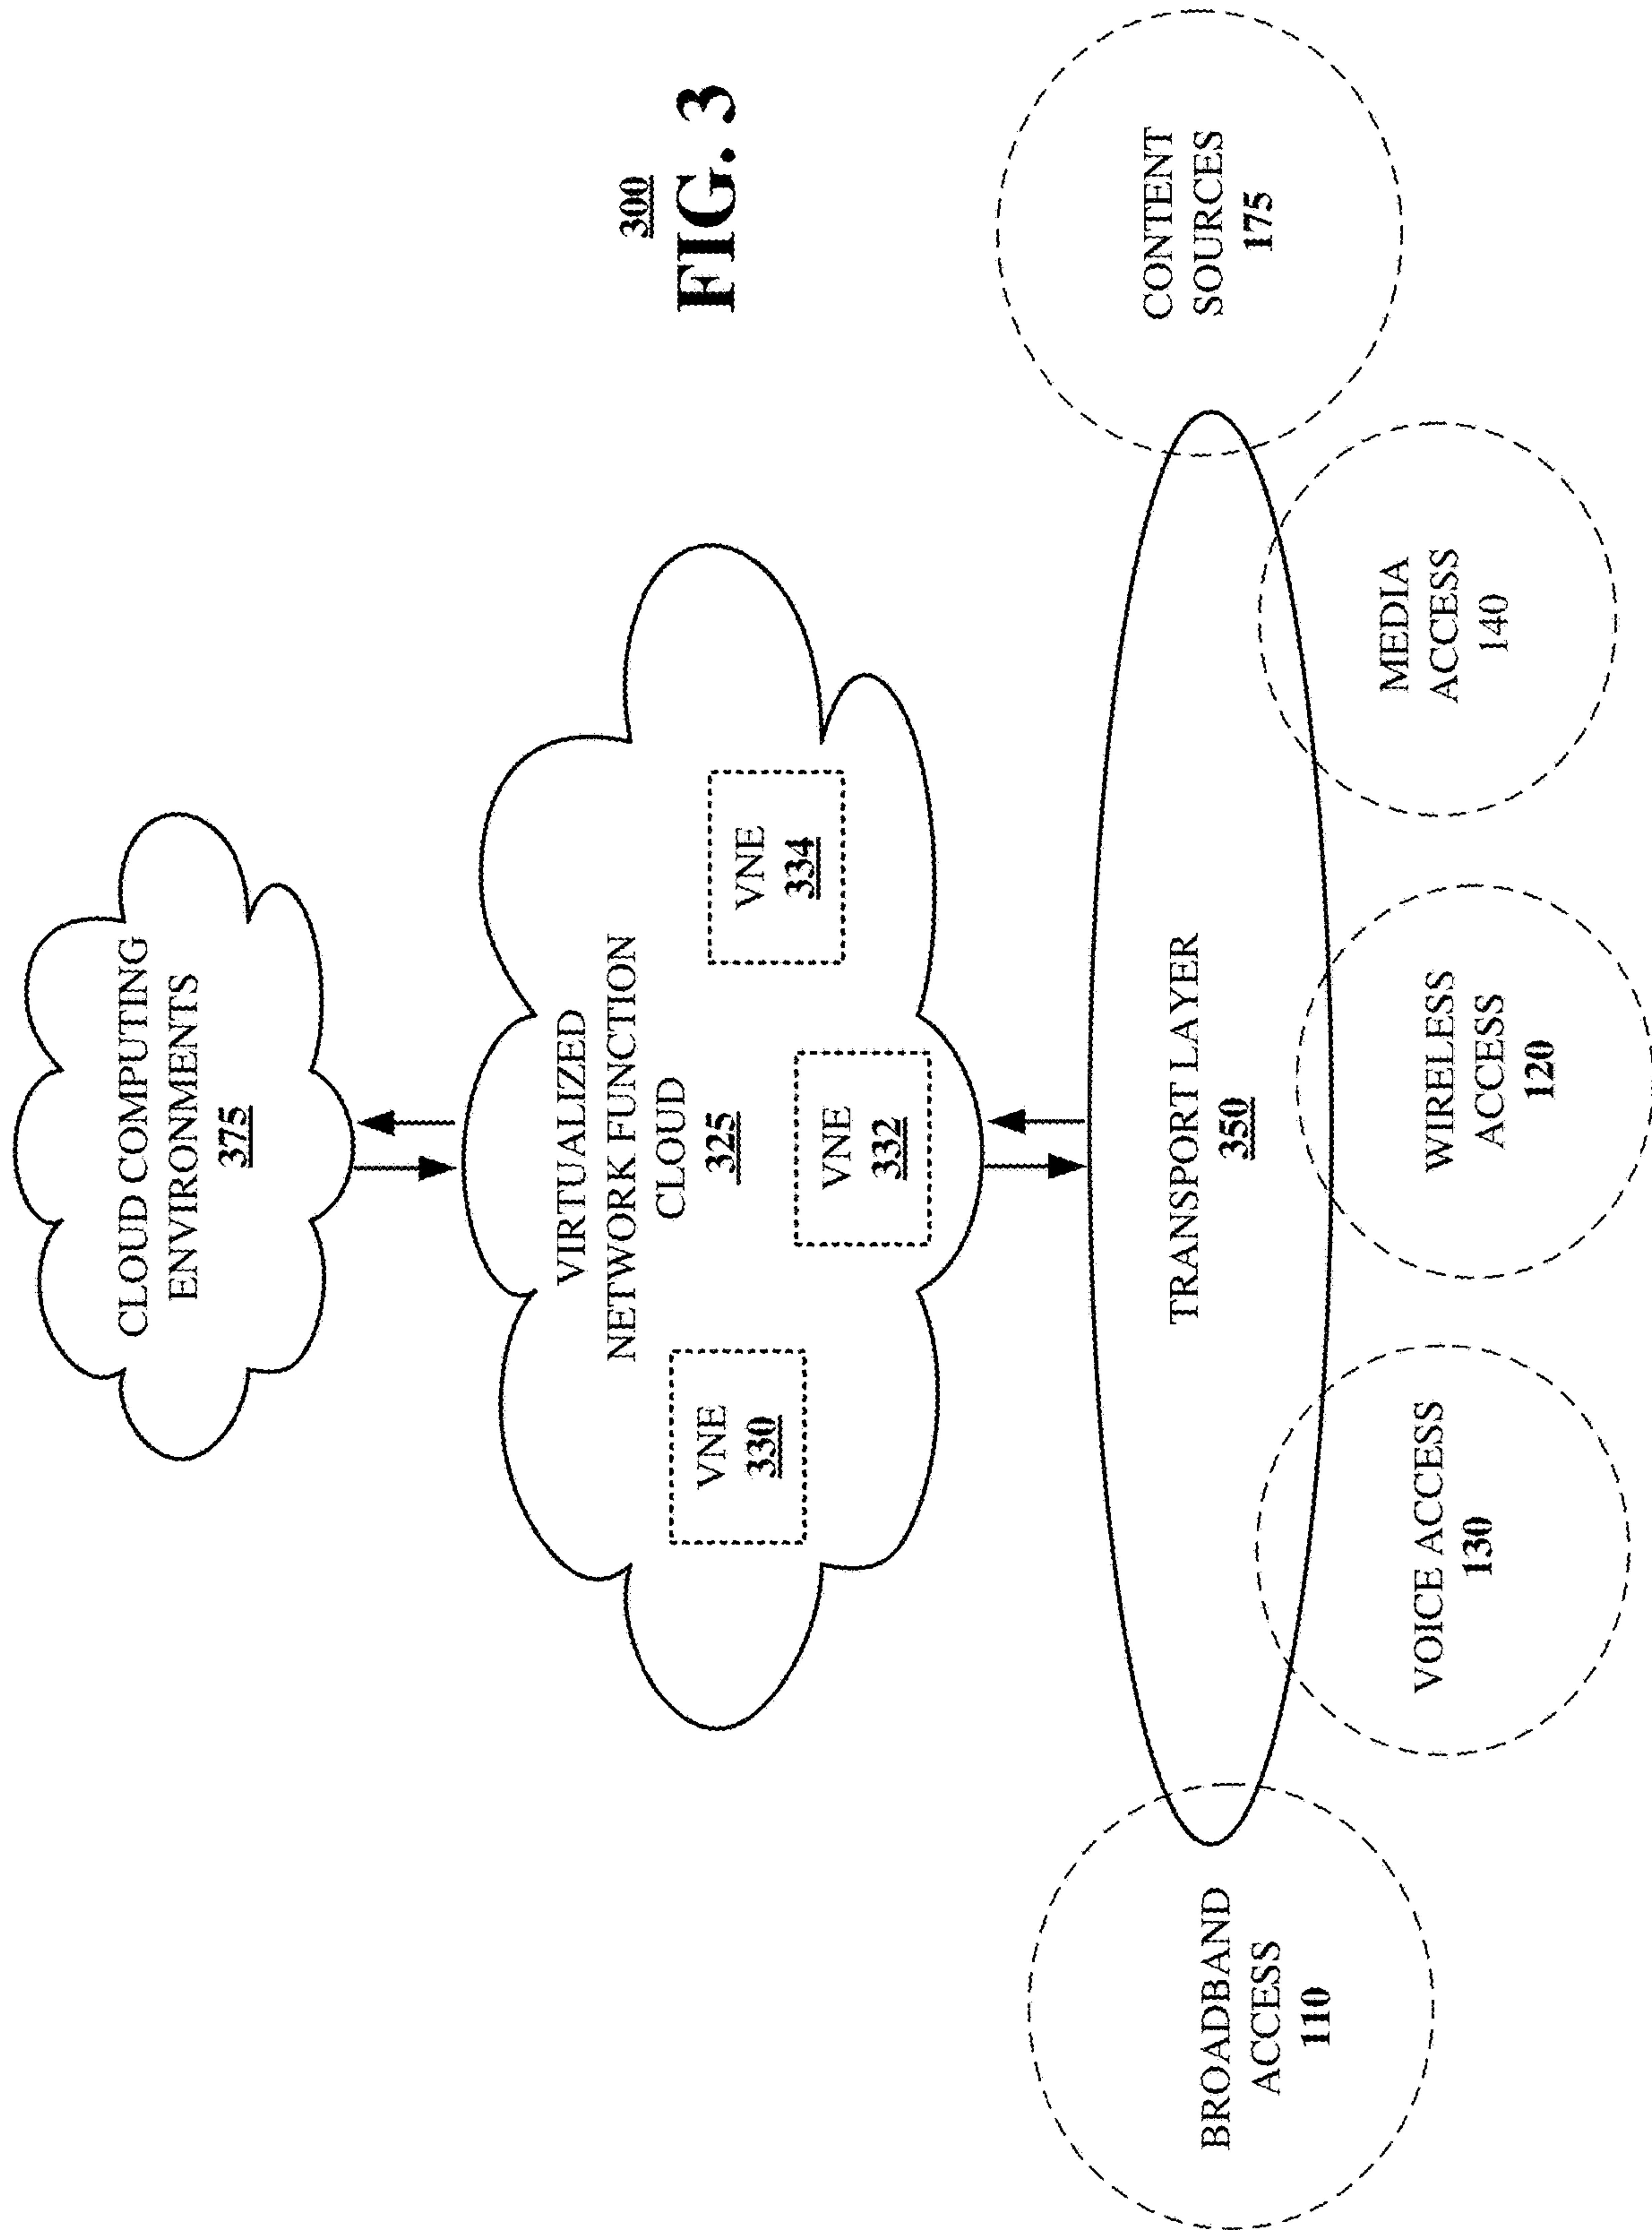 CLOUD COMPUTING
ENVIRONMENTS
375
VIRTUALIZED
NETWORK FUNCTION
CLOUD
325
VNE
330
VNE
332
VNE
334
300
FIG. 3
TRANSPORT LAYER
350
BROADBAND
ACCESS
110
VOICE ACCESS
130
WIRELESS
ACCESS
120
MEDIA
ACCESS
140
CONTENT
SOURCES
175